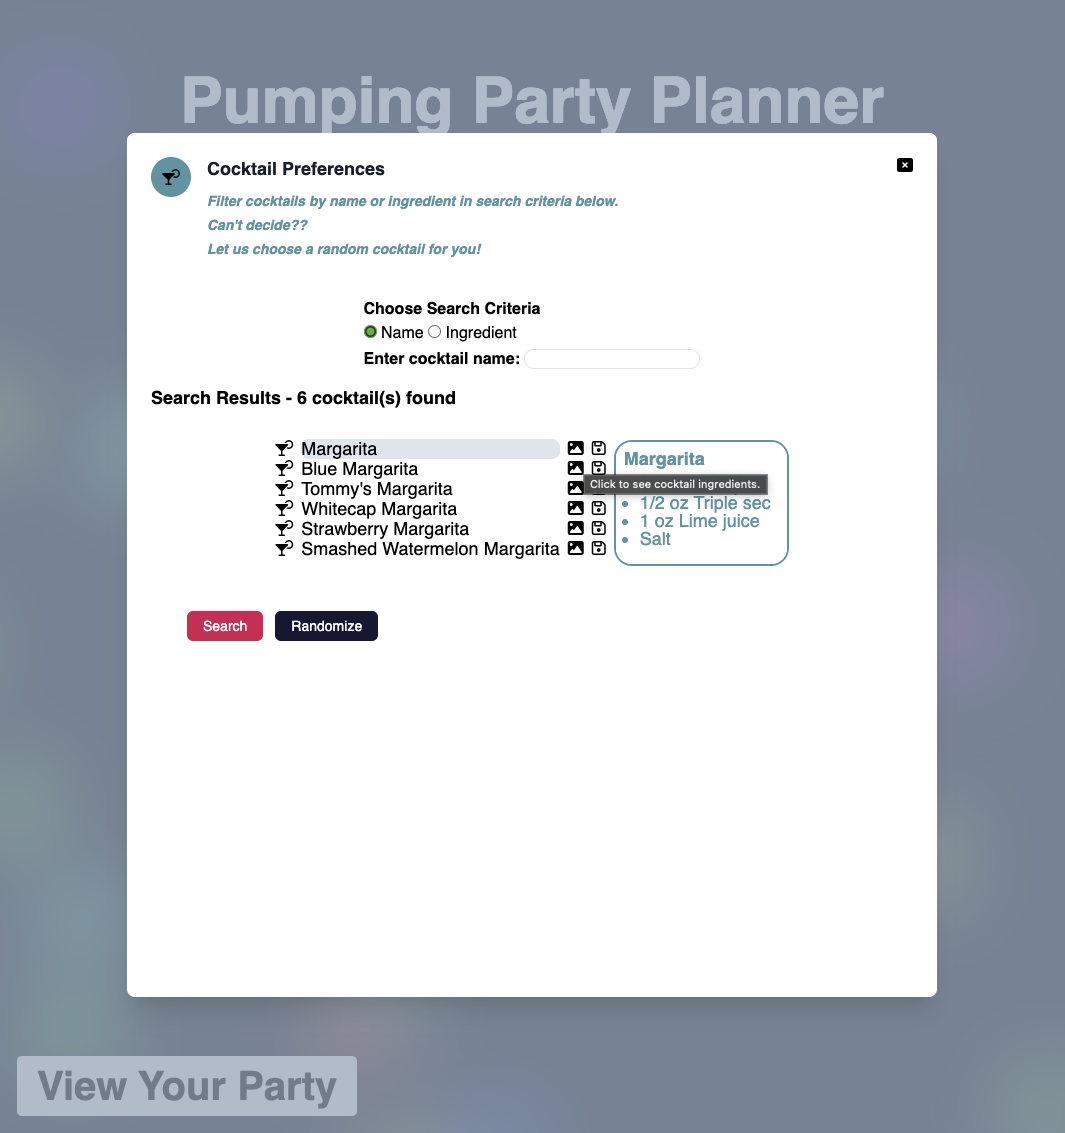 Pumping Party Planner
Cocktail Preferences
Filter cocktails by name or ingredient in search criteria below.
Can't decide??
Let us choose a random cocktail for you!
Choose Search Criteria
Name Ingredient
Enter cocktail name:
Search Results - 6 cocktail(s) found
Margarita
Blue Margarita
Tommy's Margarita
Whitecap Margarita
Strawberry Margarita
Smashed Watermelon Margarita
Margarita
Click to see cocktail ingredients.
1/2 oz Triple sec
1 oz Lime juice
Salt
Search
Randomize
View Your Party